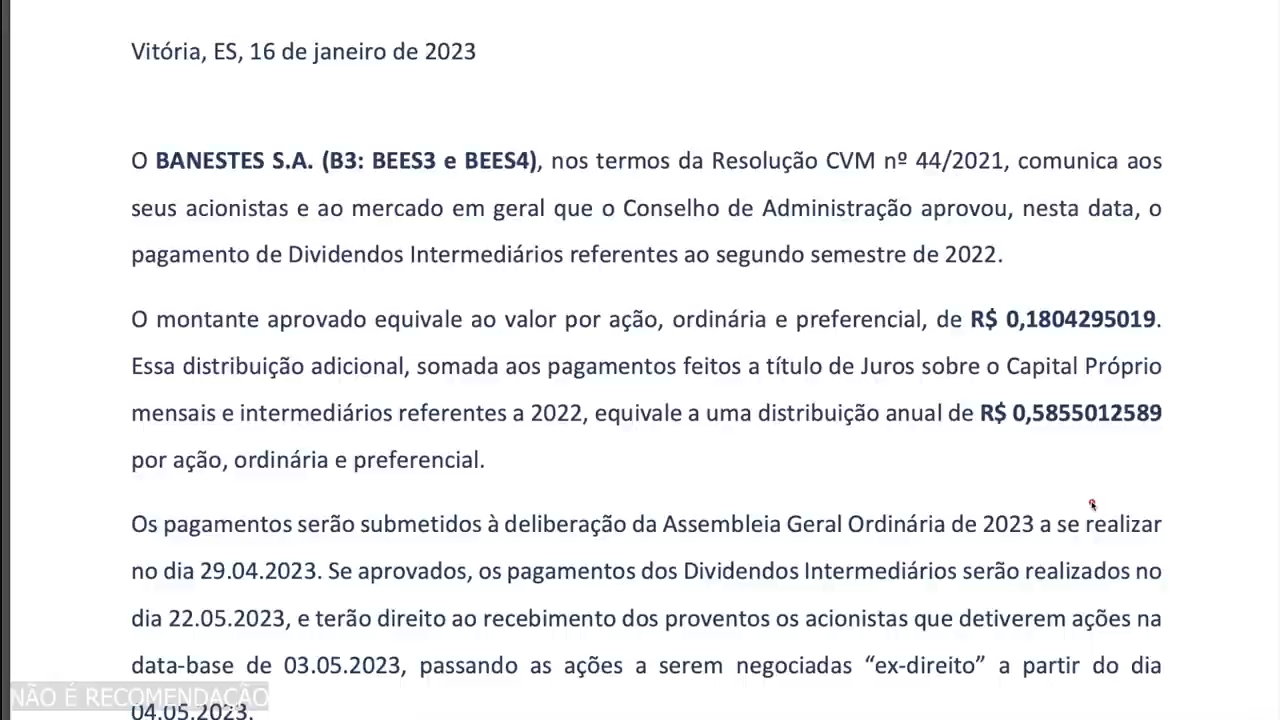 Vitória, ES, 16 de janeiro de 2023
O BANESTES S.A. (B3: BEES3 e BEES4), nos termos da Resolução CVM nº 44/2021, comunica aos
seus acionistas e ao mercado em geral que o Conselho de Administração aprovou, nesta data, o
pagamento de Dividendos Intermediários referentes ao segundo semestre de 2022.
O montante aprovado equivale ao valor por ação, ordinária e preferencial, de R$ 0,1804295019.
Essa distribuição adicional, somada aos pagamentos feitos a título de Juros sobre o Capital Próprio
mensais e intermediários referentes a 2022, equivale a uma distribuição anual de R$ 0,5855012589
por ação, ordinária e preferencial.
Os pagamentos serão submetidos à deliberação da Assembleia Geral Ordinária de 2023 a se realizar
no dia 29.04.2023. Se aprovados, os pagamentos dos Dividendos Intermediários serão realizados no
dia 22.05.2023, e terão direito ao recebimento dos proventos os acionistas que detiverem ações na
data-base de 03.05.2023, passando as ações a serem negociadas “ex-direito” a partir do dia
NÃO É RECOMENDAÇÃO
04.05.2023.